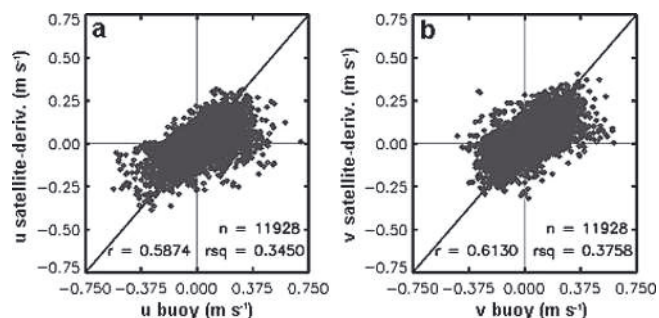 a
u satellite-deriv. (m s⁻¹)
0.75
0.50
0.25
0.00
−0.25
−0.50
−0.75
n = 11928
r = 0.5874 rsq = 0.3450
−0.750 −0.375 0.000 0.375 0.750
u buoy (m s⁻¹)
b
v satellite-deriv. (m s⁻¹)
0.75
0.50
0.25
0.00
−0.25
−0.50
−0.75
n = 11928
r = 0.6130 rsq = 0.3758
−0.750 −0.375 0.000 0.375 0.750
v buoy (m s⁻¹)